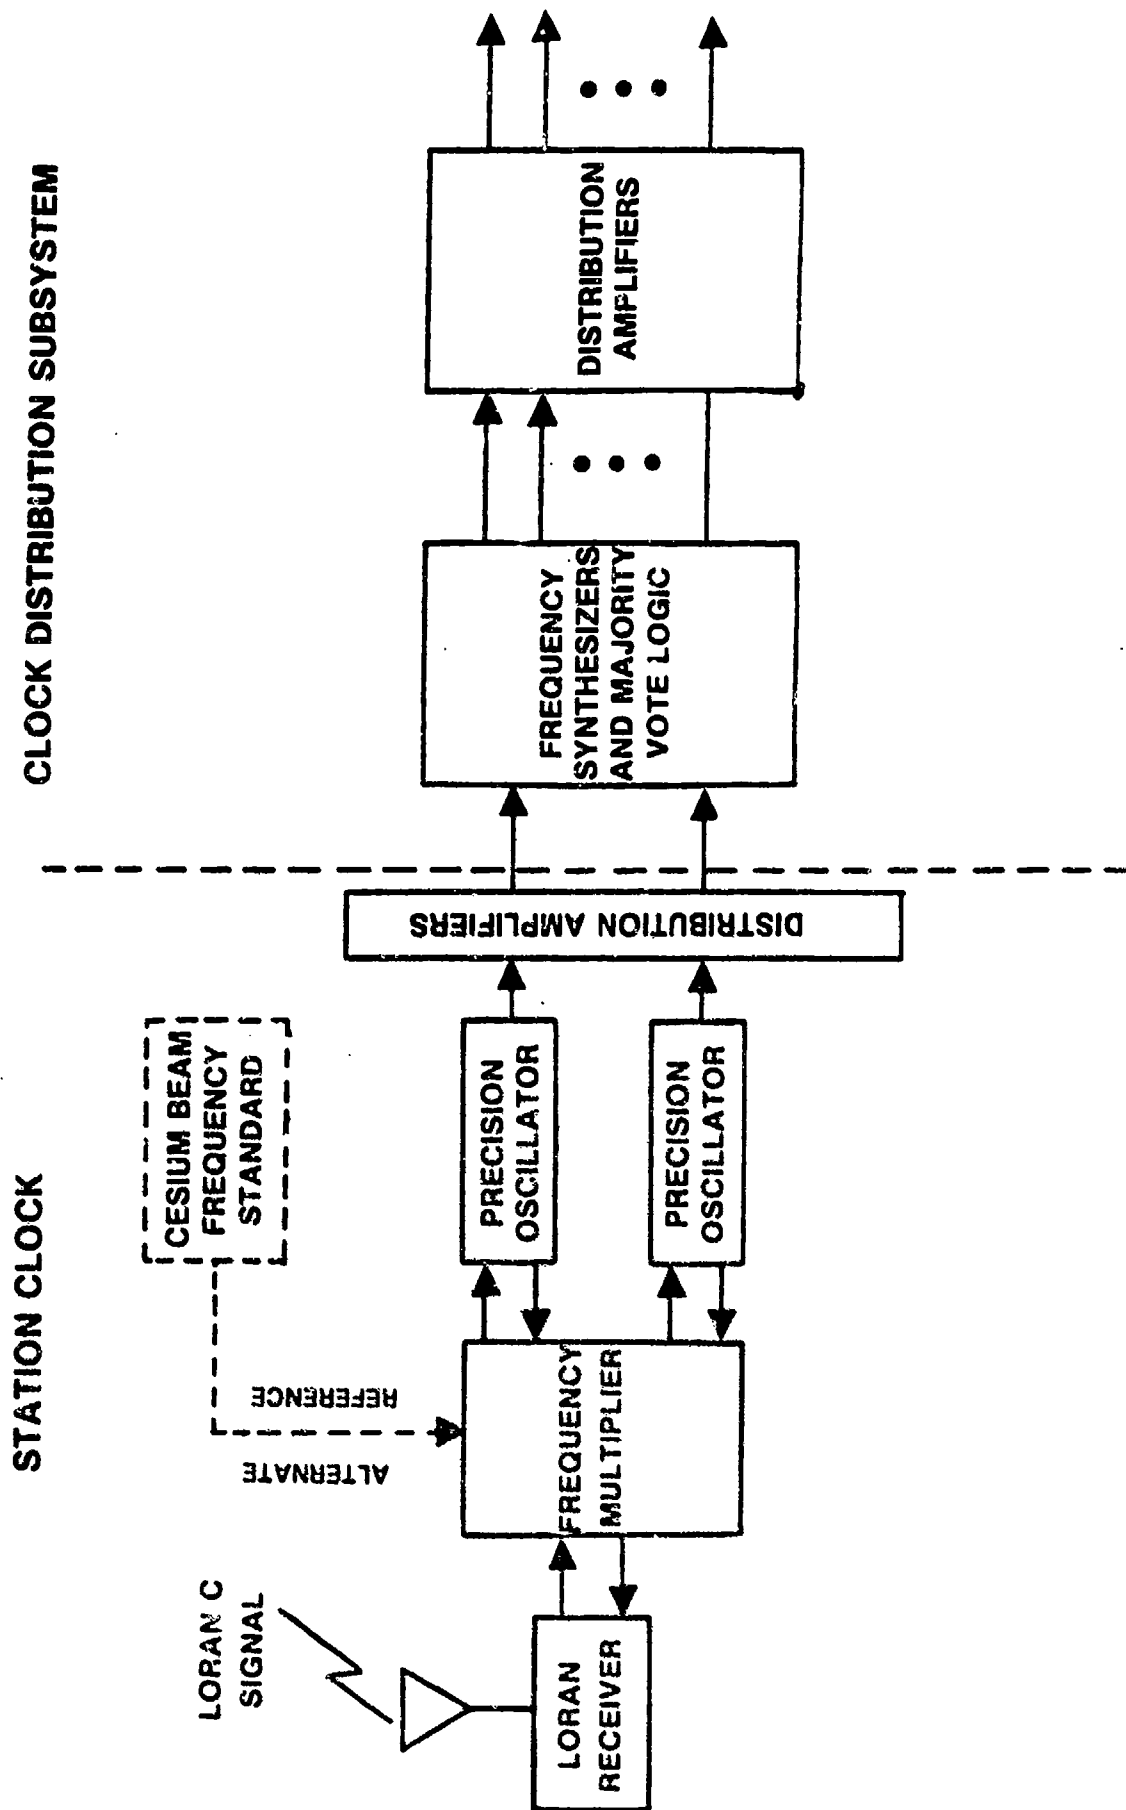 STATION CLOCK
CLOCK DISTRIBUTION SUBSYSTEM
LORAN C
SIGNAL
LORAN
RECEIVER
ALTERNATE
REFERENCE
FREQUENCY
MULTIPLIER
CESIUM BEAM
FREQUENCY
STANDARD
PRECISION
OSCILLATOR
PRECISION
OSCILLATOR
DISTRIBUTION AMPLIFIERS
FREQUENCY
SYNTHESIZERS
AND MAJORITY
VOTE LOGIC
DISTRIBUTION
AMPLIFIERS